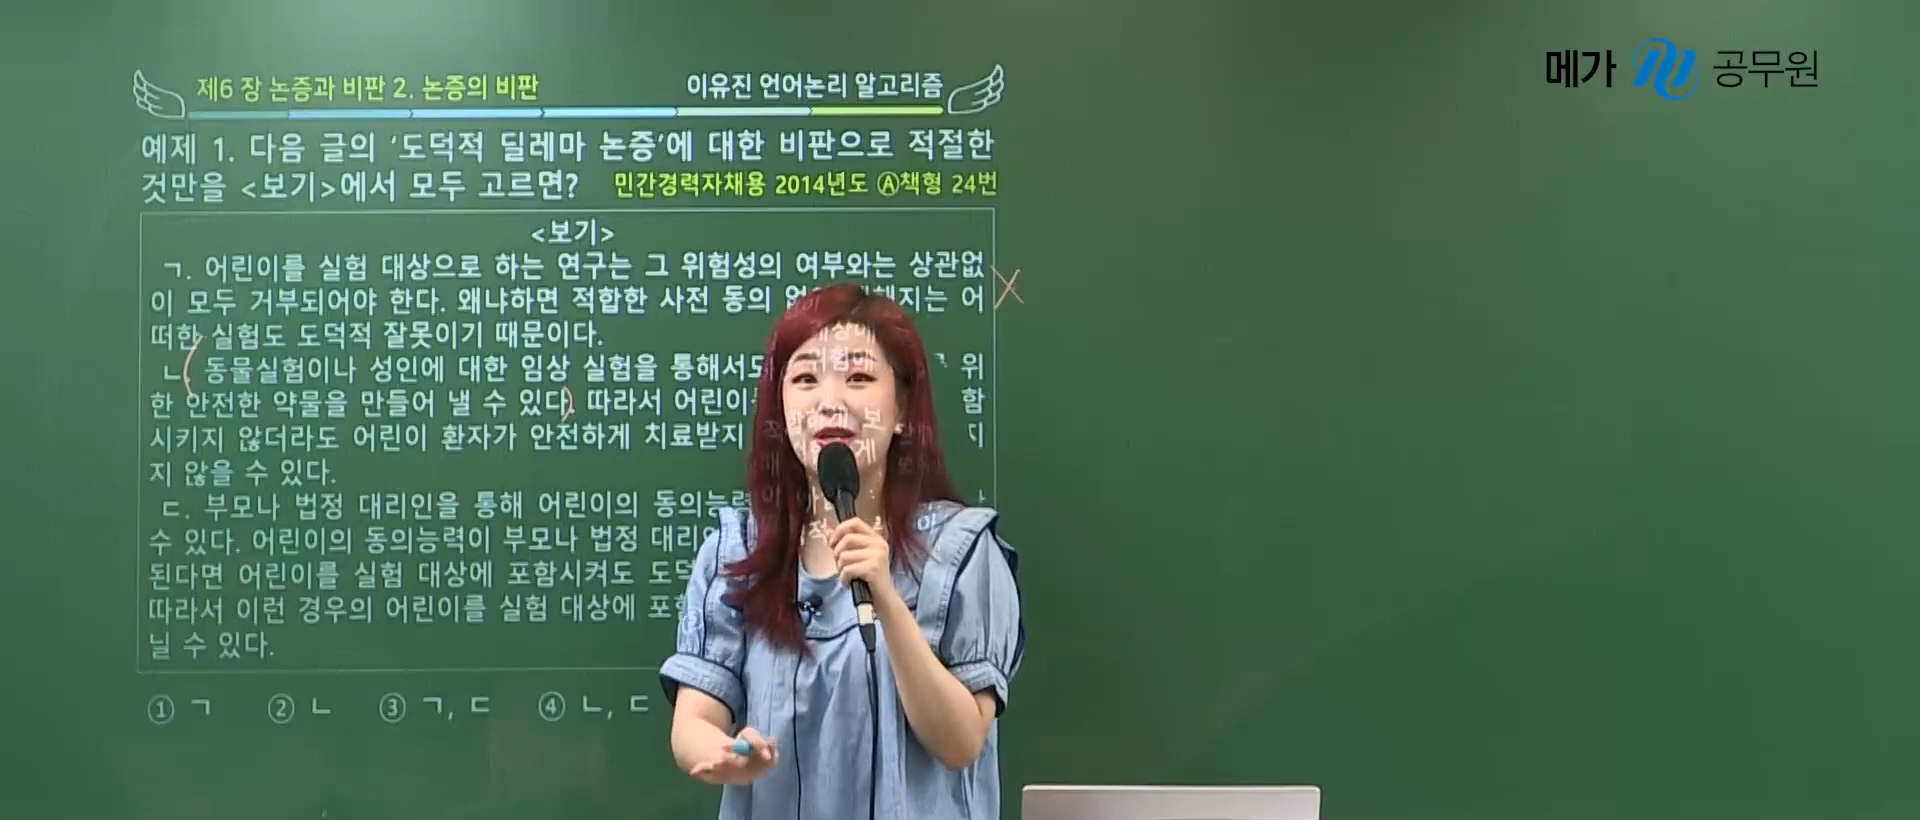 메가 공무원
제6 장 논증과 비판 2. 논증의 비판
이유진 언어논리 알고리즘
예제 1. 다음 글의 ‘도덕적 딜레마 논증’에 대한 비판으로 적절한
것만을 <보기>에서 모두 고르면? 민간경력자채용 2014년도 Ⓐ책형 24번
<보기>
ㄱ. 어린이를 실험 대상으로 하는 연구는 그 위험성의 여부와는 상관없
이 모두 거부되어야 한다. 왜냐하면 적합한 사전 동의 지는 어
떠한 실험도 도덕적 잘못이기 때문이다.
ㄴ. 동물실험이나 성인에 대한 임상 실험을 통해서도 위
한 안전한 약물을 만들어 낼 수 있다. 따라서 어린이를 함
시키지 않더라도 어린이 환자가 안전하게 치료받지 지
지 않을 수 있다.
ㄷ. 부모나 법정 대리인을 통해 어린이의 동의능력
수 있다. 어린이의 동의능력이 부모나 법정
된다면 어린이를 실험 대상에 포함시켜도
따라서 이런 경우의 어린이를 실험 대상에
닐 수 있다.
① ㄱ ② ㄴ ③ ㄱ, ㄷ ④ ㄴ, ㄷ